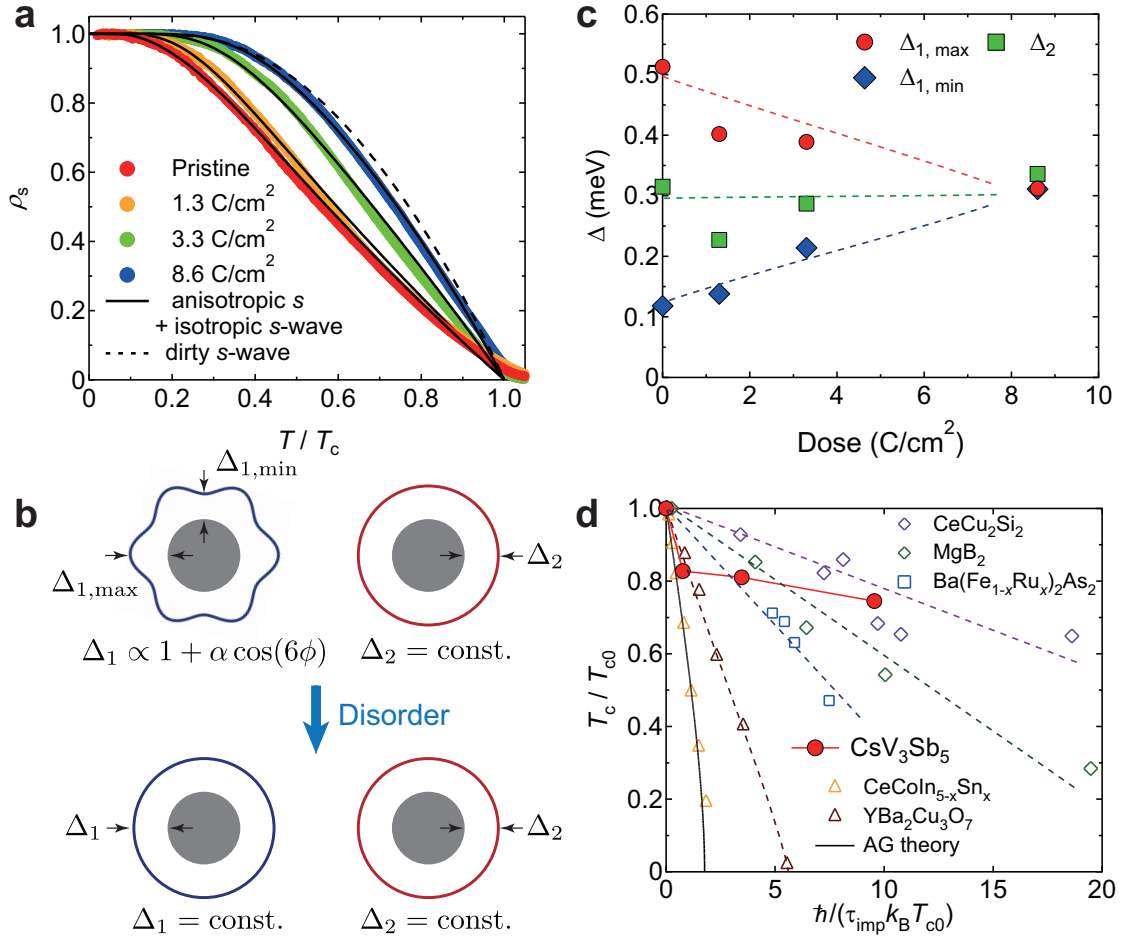 a
ρs
1.0
0.8
0.6
0.4
0.2
0
Pristine
1.3 C/cm²
3.3 C/cm²
8.6 C/cm²
anisotropic s
+ isotropic s-wave
dirty s-wave
0 0.2 0.4 0.6 0.8 1.0
T / Tc
c
Δ1, max
Δ2
Δ1, min
Δ (meV)
0.5
0.4
0.3
0.2
0.1
0
0 2 4 6 8 10
Dose (C/cm²)
b
Δ1,min
Δ1,max
Δ2
Δ1 ∝ 1 + α cos(6φ)
Δ2 = const.
Disorder
Δ1
Δ2
Δ1 = const.
Δ2 = const.
d
Tc / Tc0
1.0
0.8
0.6
0.4
0.2
0
CeCu2Si2
MgB2
Ba(Fe1-xRux)2As2
CsV3Sb5
CeCoIn5-xSnx
YBa2Cu3O7
AG theory
0 5 10 15 20
ħ/(τimp kBTc0)